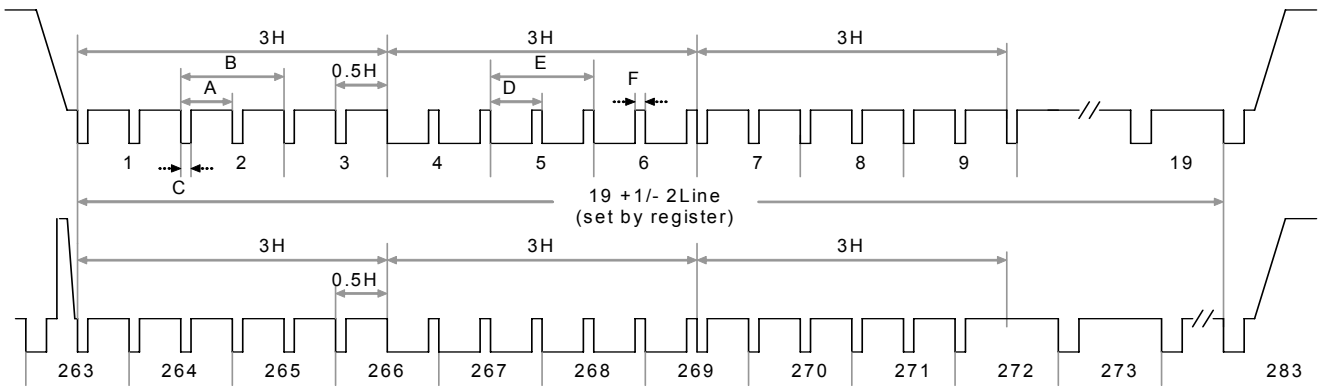 3H 3H 3H
B E
0.5H F
A D
1 2 3 4 5 6 7 8 9 19
C
19 +1/- 2Line
(set by register)
3H 3H 3H
0.5H
263 264 265 266 267 268 269 270 271 272 273 283